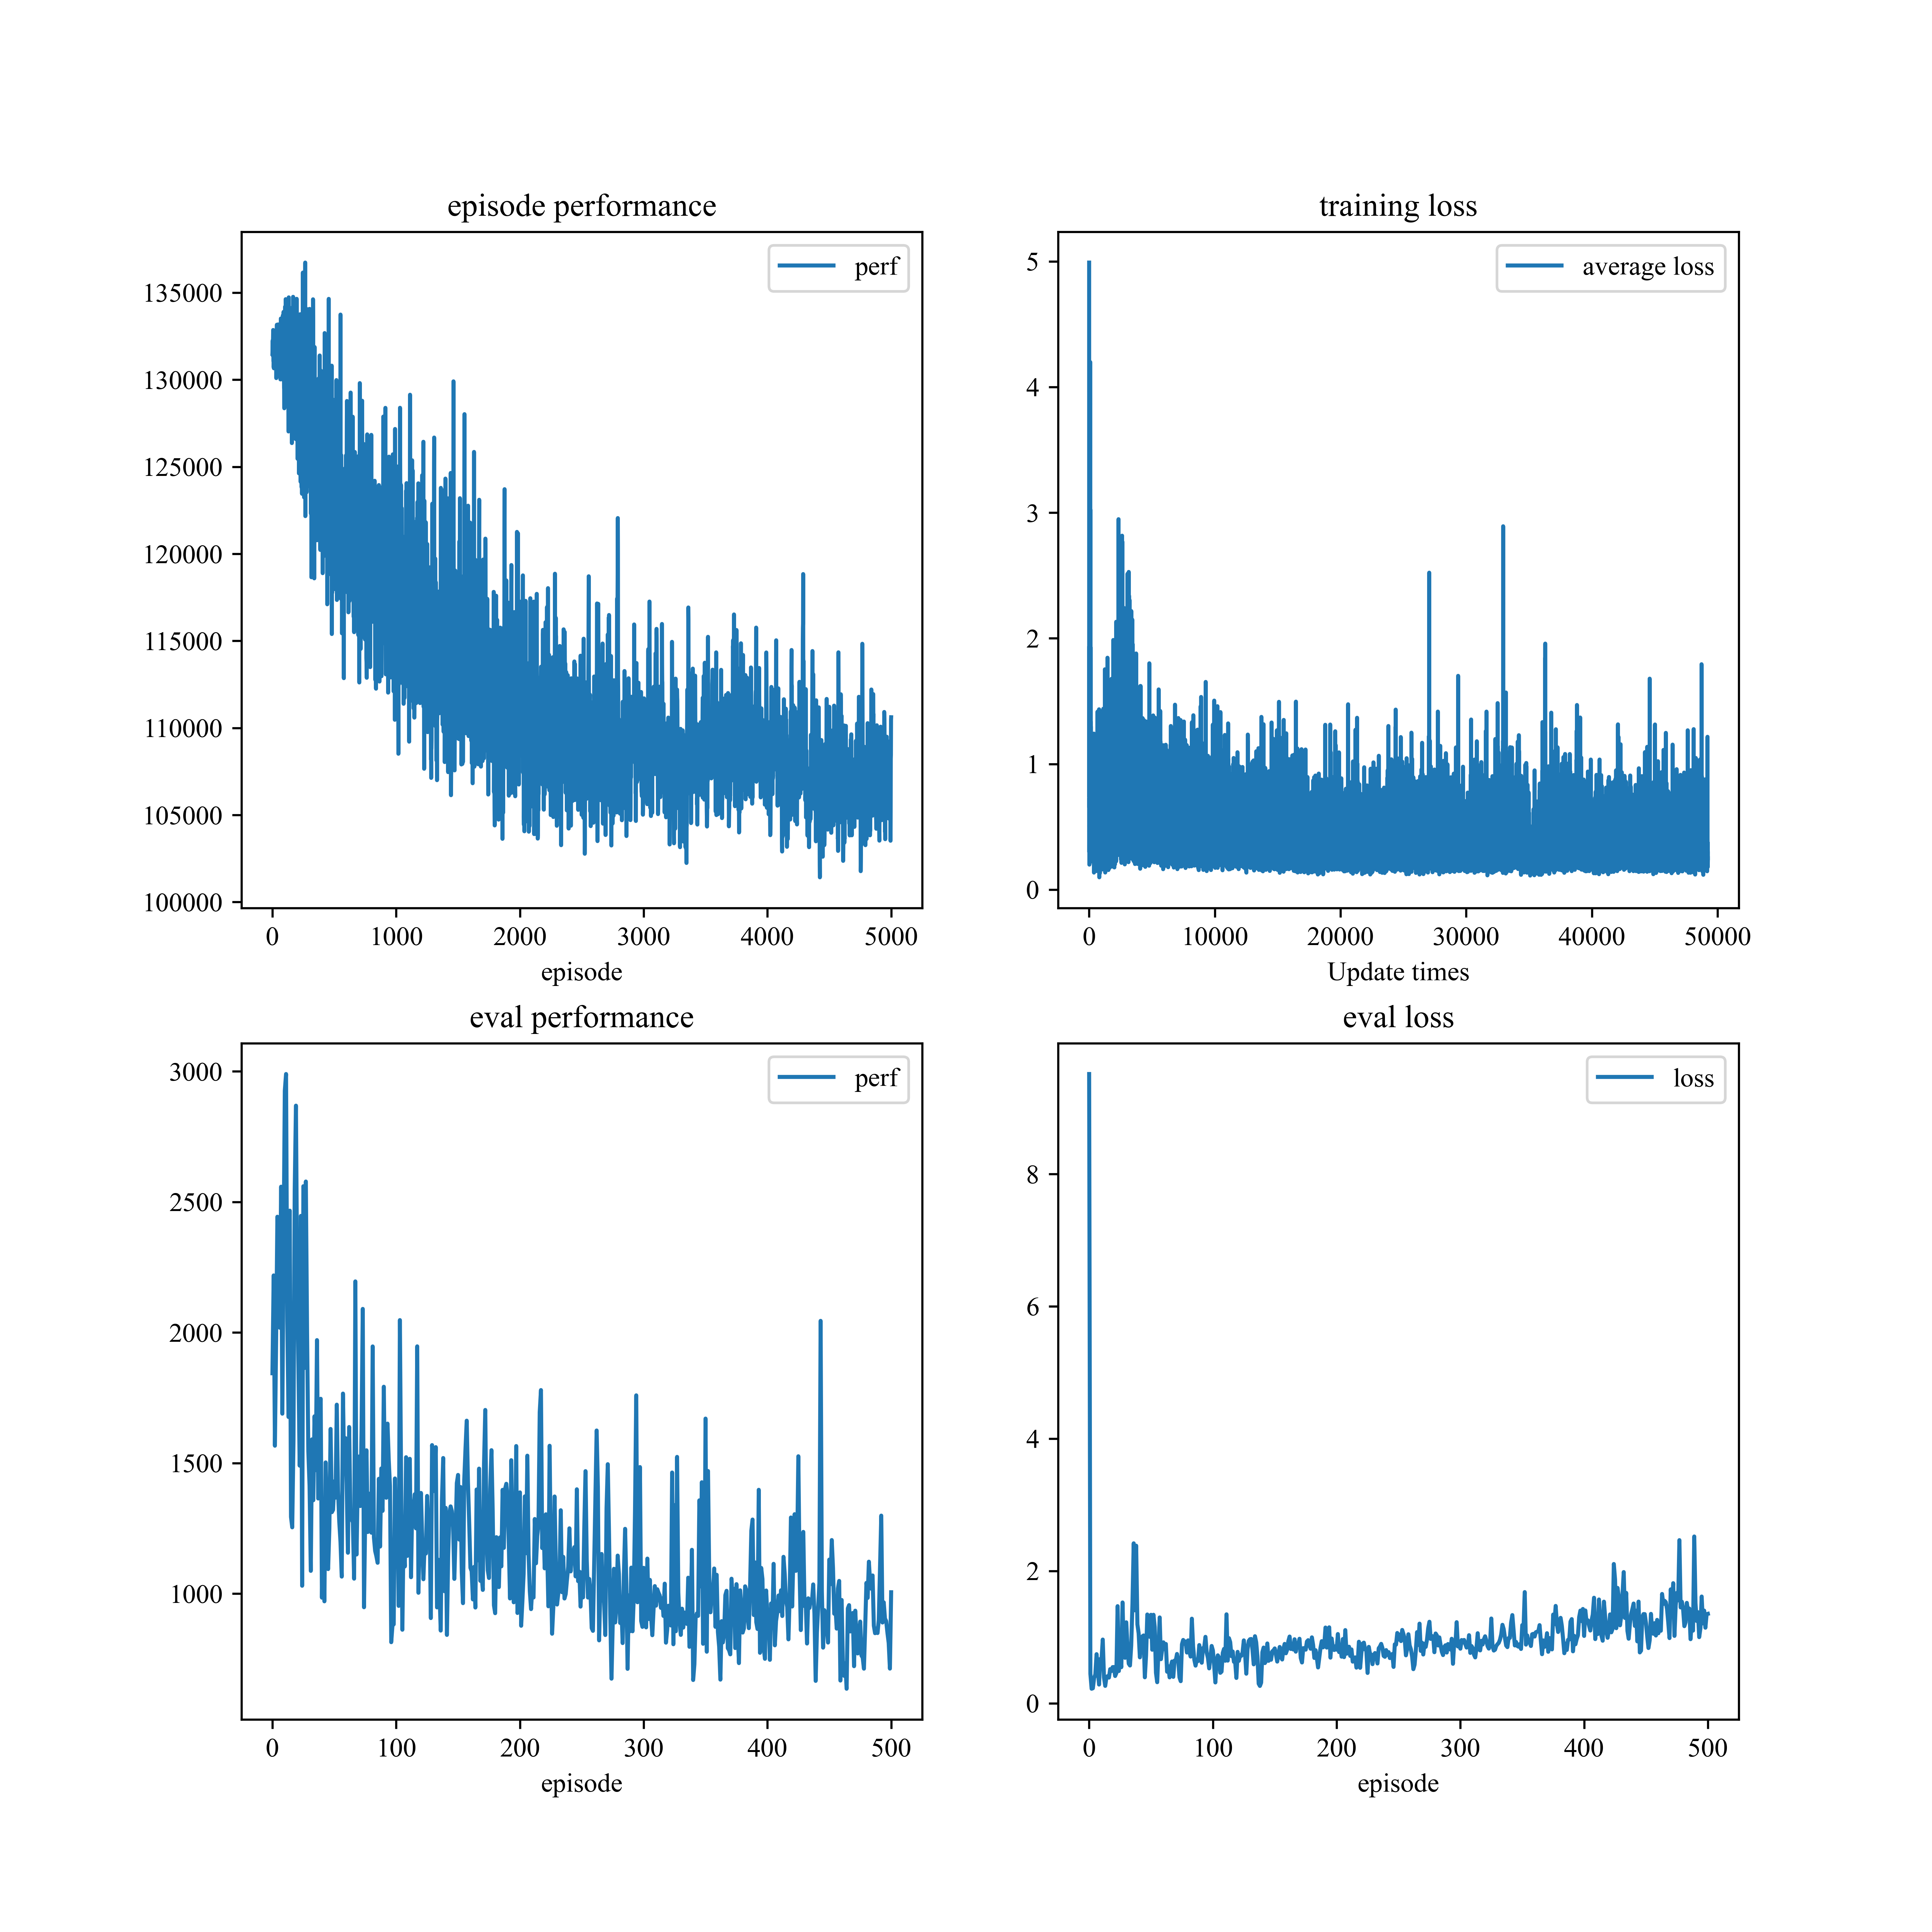 episode performance
perf
135000
130000
125000
120000
115000
110000
105000
100000
0 1000 2000 3000 4000 5000
episode
training loss
average loss
5
4
3
2
1
0
0 10000 20000 30000 40000 50000
Update times
eval performance
perf
3000
2500
2000
1500
1000
0 100 200 300 400 500
episode
eval loss
loss
8
6
4
2
0
0 100 200 300 400 500
episode